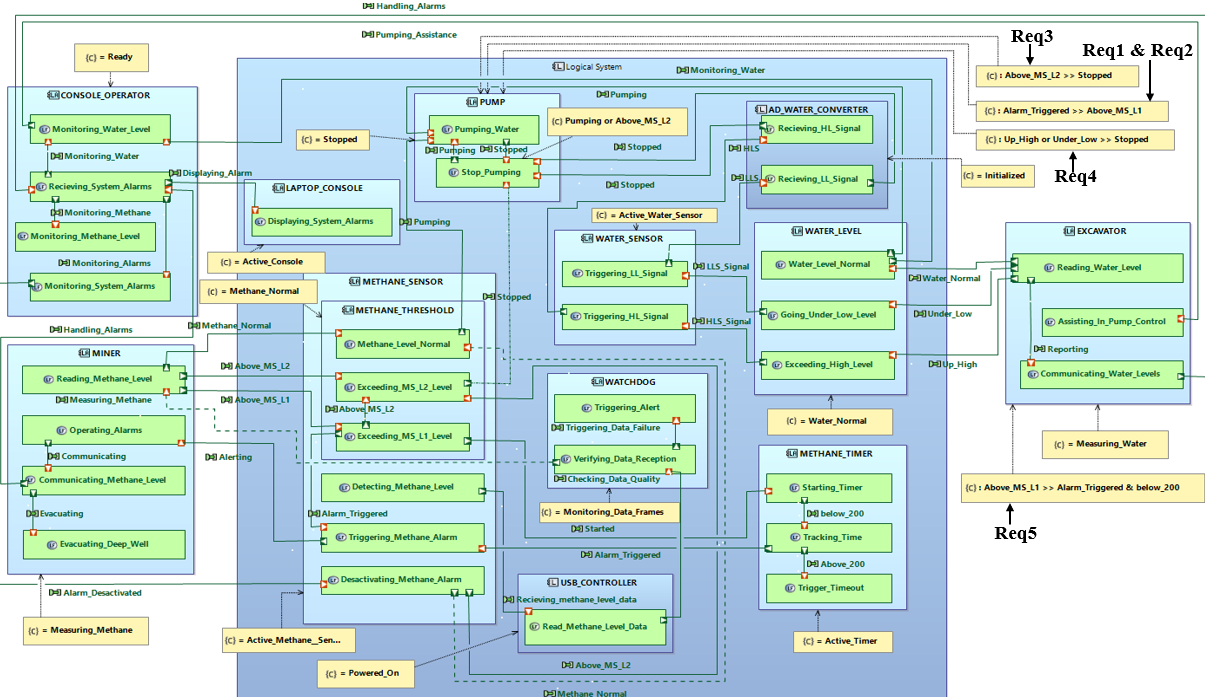 Handling_Alarms
Pumping_Assistance
Req3
Req1 & Req2
{c} = Ready
Logical System
Monitoring_Water
{c} : Above_MS_L2 >> Stopped
CONSOLE_OPERATOR
Pumping
PUMP
AD_WATER_CONVERTER
{c} : Alarm_Triggered >> Above_MS_L1
Monitoring_Water_Level
{c} = Stopped
Pumping_Water
{c} Pumping or Above_MS_L2
Recieving_HL_Signal
{c} : Up_High or Under_Low >> Stopped
Monitoring_Water
Pumping
Stopped
Stopped
HLS
Displaying_Alarm
Stop_Pumping
Recieving_System_Alarms
LAPTOP_CONSOLE
Stopped
LLS
Recieving_LL_Signal
{c} = Initialized
Req4
Monitoring_Methane
Displaying_System_Alarms
Pumping
{c} = Active_Water_Sensor
Monitoring_Methane_Level
WATER_SENSOR
WATER_LEVEL
EXCAVATOR
Monitoring_Alarms
{c} = Active_Console
Triggering_LL_Signal
LLS_Signal
Water_Level_Normal
Reading_Water_Level
Water_Normal
Monitoring_System_Alarms
{c} = Methane_Normal
METHANE_SENSOR
Stopped
METHANE_THRESHOLD
Triggering_HL_Signal
HLS_Signal
Going_Under_Low_Level
Under_Low
Assisting_In_Pump_Control
Handling_Alarms
Methane_Normal
Methane_Level_Normal
MINER
Reporting
Above_MS_L2
Exceeding_High_Level
Up_High
Communicating_Water_Levels
Reading_Methane_Level
Exceeding_MS_L2_Level
WATCHDOG
Measuring_Methane
Above_MS_L1
Above_MS_L2
Triggering_Alert
{c} = Water_Normal
Operating_Alarms
Exceeding_MS_L1_Level
Triggering_Data_Failure
{c} = Measuring_Water
Communicating
Alerting
Verifying_Data_Reception
METHANE_TIMER
Communicating_Methane_Level
Detecting_Methane_Level
Checking_Data_Quality
Starting_Timer
{c} : Above_MS_L1 >> Alarm_Triggered & below_200
Evacuating
Alarm_Triggered
{c} = Monitoring_Data_Frames
below_200
Started
Req5
Evacuating_Deep_Well
Triggering_Methane_Alarm
Tracking_Time
Alarm_Triggered
Above_200
Desactivating_Methane_Alarm
USB_CONTROLLER
Trigger_Timeout
Alarm_Desactivated
Recieving_methane_level_data
{c} = Measuring_Methane
{c} = Active_Methane__Sen...
Read_Methane_Level_Data
{c} = Active_Timer
{c} = Powered_On
Above_MS_L2
Methane_Normal